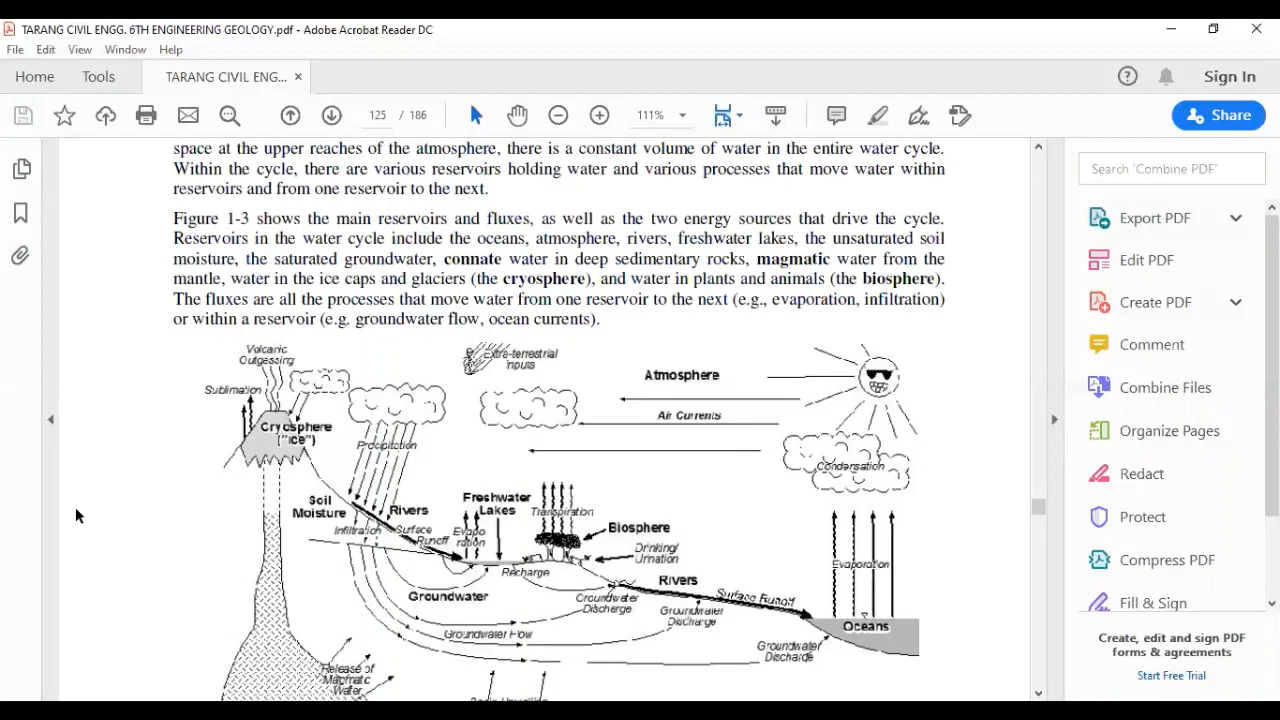 TARANG CIVIL ENGG. 6TH ENGINEERING GEOLOGY.pdf - Adobe Acrobat Reader DC
File Edit View Window Help
Home Tools TARANG CIVIL ENG... × Sign In
125 / 186 111% Share
space at the upper reaches of the atmosphere, there is a constant volume of water in the entire water cycle.
Within the cycle, there are various reservoirs holding water and various processes that move water within
reservoirs and from one reservoir to the next.
Figure 1-3 shows the main reservoirs and fluxes, as well as the two energy sources that drive the cycle.
Reservoirs in the water cycle include the oceans, atmosphere, rivers, freshwater lakes, the unsaturated soil
moisture, the saturated groundwater, connate water in deep sedimentary rocks, magmatic water from the
mantle, water in the ice caps and glaciers (the cryosphere), and water in plants and animals (the biosphere).
The fluxes are all the processes that move water from one reservoir to the next (e.g., evaporation, infiltration)
or within a reservoir (e.g. groundwater flow, ocean currents).
Volcanic
Outgessing
Extra-terrestrial
Inputs
Atmosphere
Sublimation
Air Currents
Cryosphere
("ice")
Precipitation
Condensation
Soil
Moisture
Rivers
Freshwater
Lakes
Transpiration
Biosphere
Infiltration
Surface
Runoff
Evapo
ration
Drinking/
Urination
Evaporation
Recharge
Rivers
Surface Runoff
Groundwater
Groundwater
Discharge
Groundwater
Discharge
Oceans
Groundwater Flow
Groundwater
Discharge
Release of
Magmatic
Water
Search 'Combine PDF'
Export PDF
Edit PDF
Create PDF
Comment
Combine Files
Organize Pages
Redact
Protect
Compress PDF
Fill & Sign
Create, edit and sign PDF
forms & agreements
Start Free Trial